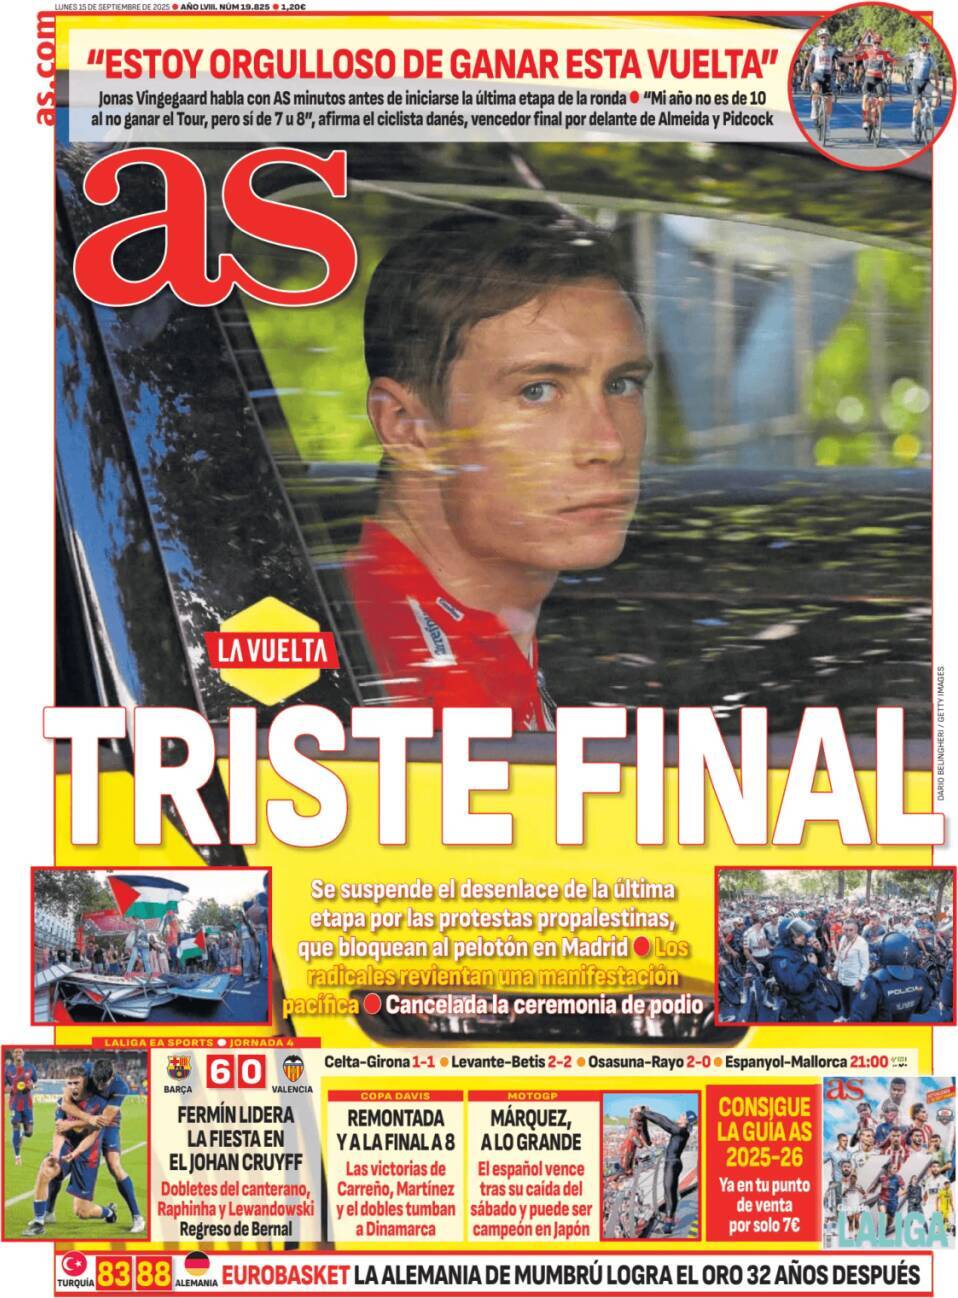 LUNES 15 DE SEPTIEMBRE DE 2025 ● AÑO LVIII. NÚM 19.825 ● 1,20€
as.com
“ESTOY ORGULLOSO DE GANAR ESTA VUELTA”
Jonas Vingegaard habla con AS minutos antes de iniciarse la última etapa de la ronda ● “Mi año no es de 10
al no ganar el Tour, pero sí de 7 u 8”, afirma el ciclista danés, vencedor final por delante de Almeida y Pidcock
as
LA VUELTA
DARIO BELINGHERI / GETTY IMAGES
TRISTE FINAL
Se suspende el desenlace de la última
etapa por las protestas propalestinas,
que bloquean al pelotón en Madrid ● Los
radicales revientan una manifestación
pacífica ● Cancelada la ceremonia de podio
POLICIA
LALIGA EA SPORTS ● JORNADA 4
BARÇA
6 0
VALENCIA
FERMÍN LIDERA
LA FIESTA EN
EL JOHAN CRUYFF
Dobletes del canterano,
Raphinha y Lewandowski
Regreso de Bernal
Celta-Girona 1-1 ● Levante-Betis 2-2 ● Osasuna-Rayo 2-0 ● Espanyol-Mallorca 21:00
COPA DAVIS
REMONTADA
Y A LA FINAL A 8
Las victorias de
Carreño, Martínez
y el dobles tumban
a Dinamarca
MOTOGP
MÁRQUEZ,
A LO GRANDE
El español vence
tras su caída del
sábado y puede ser
campeón en Japón
CONSIGUE
LA GUÍA AS
2025-26
Ya en tu punto
de venta
por solo 7€
as
LALIGA
TURQUÍA
83 88
ALEMANIA
EUROBASKET LA ALEMANIA DE MUMBRÚ LOGRA EL ORO 32 AÑOS DESPUÉS